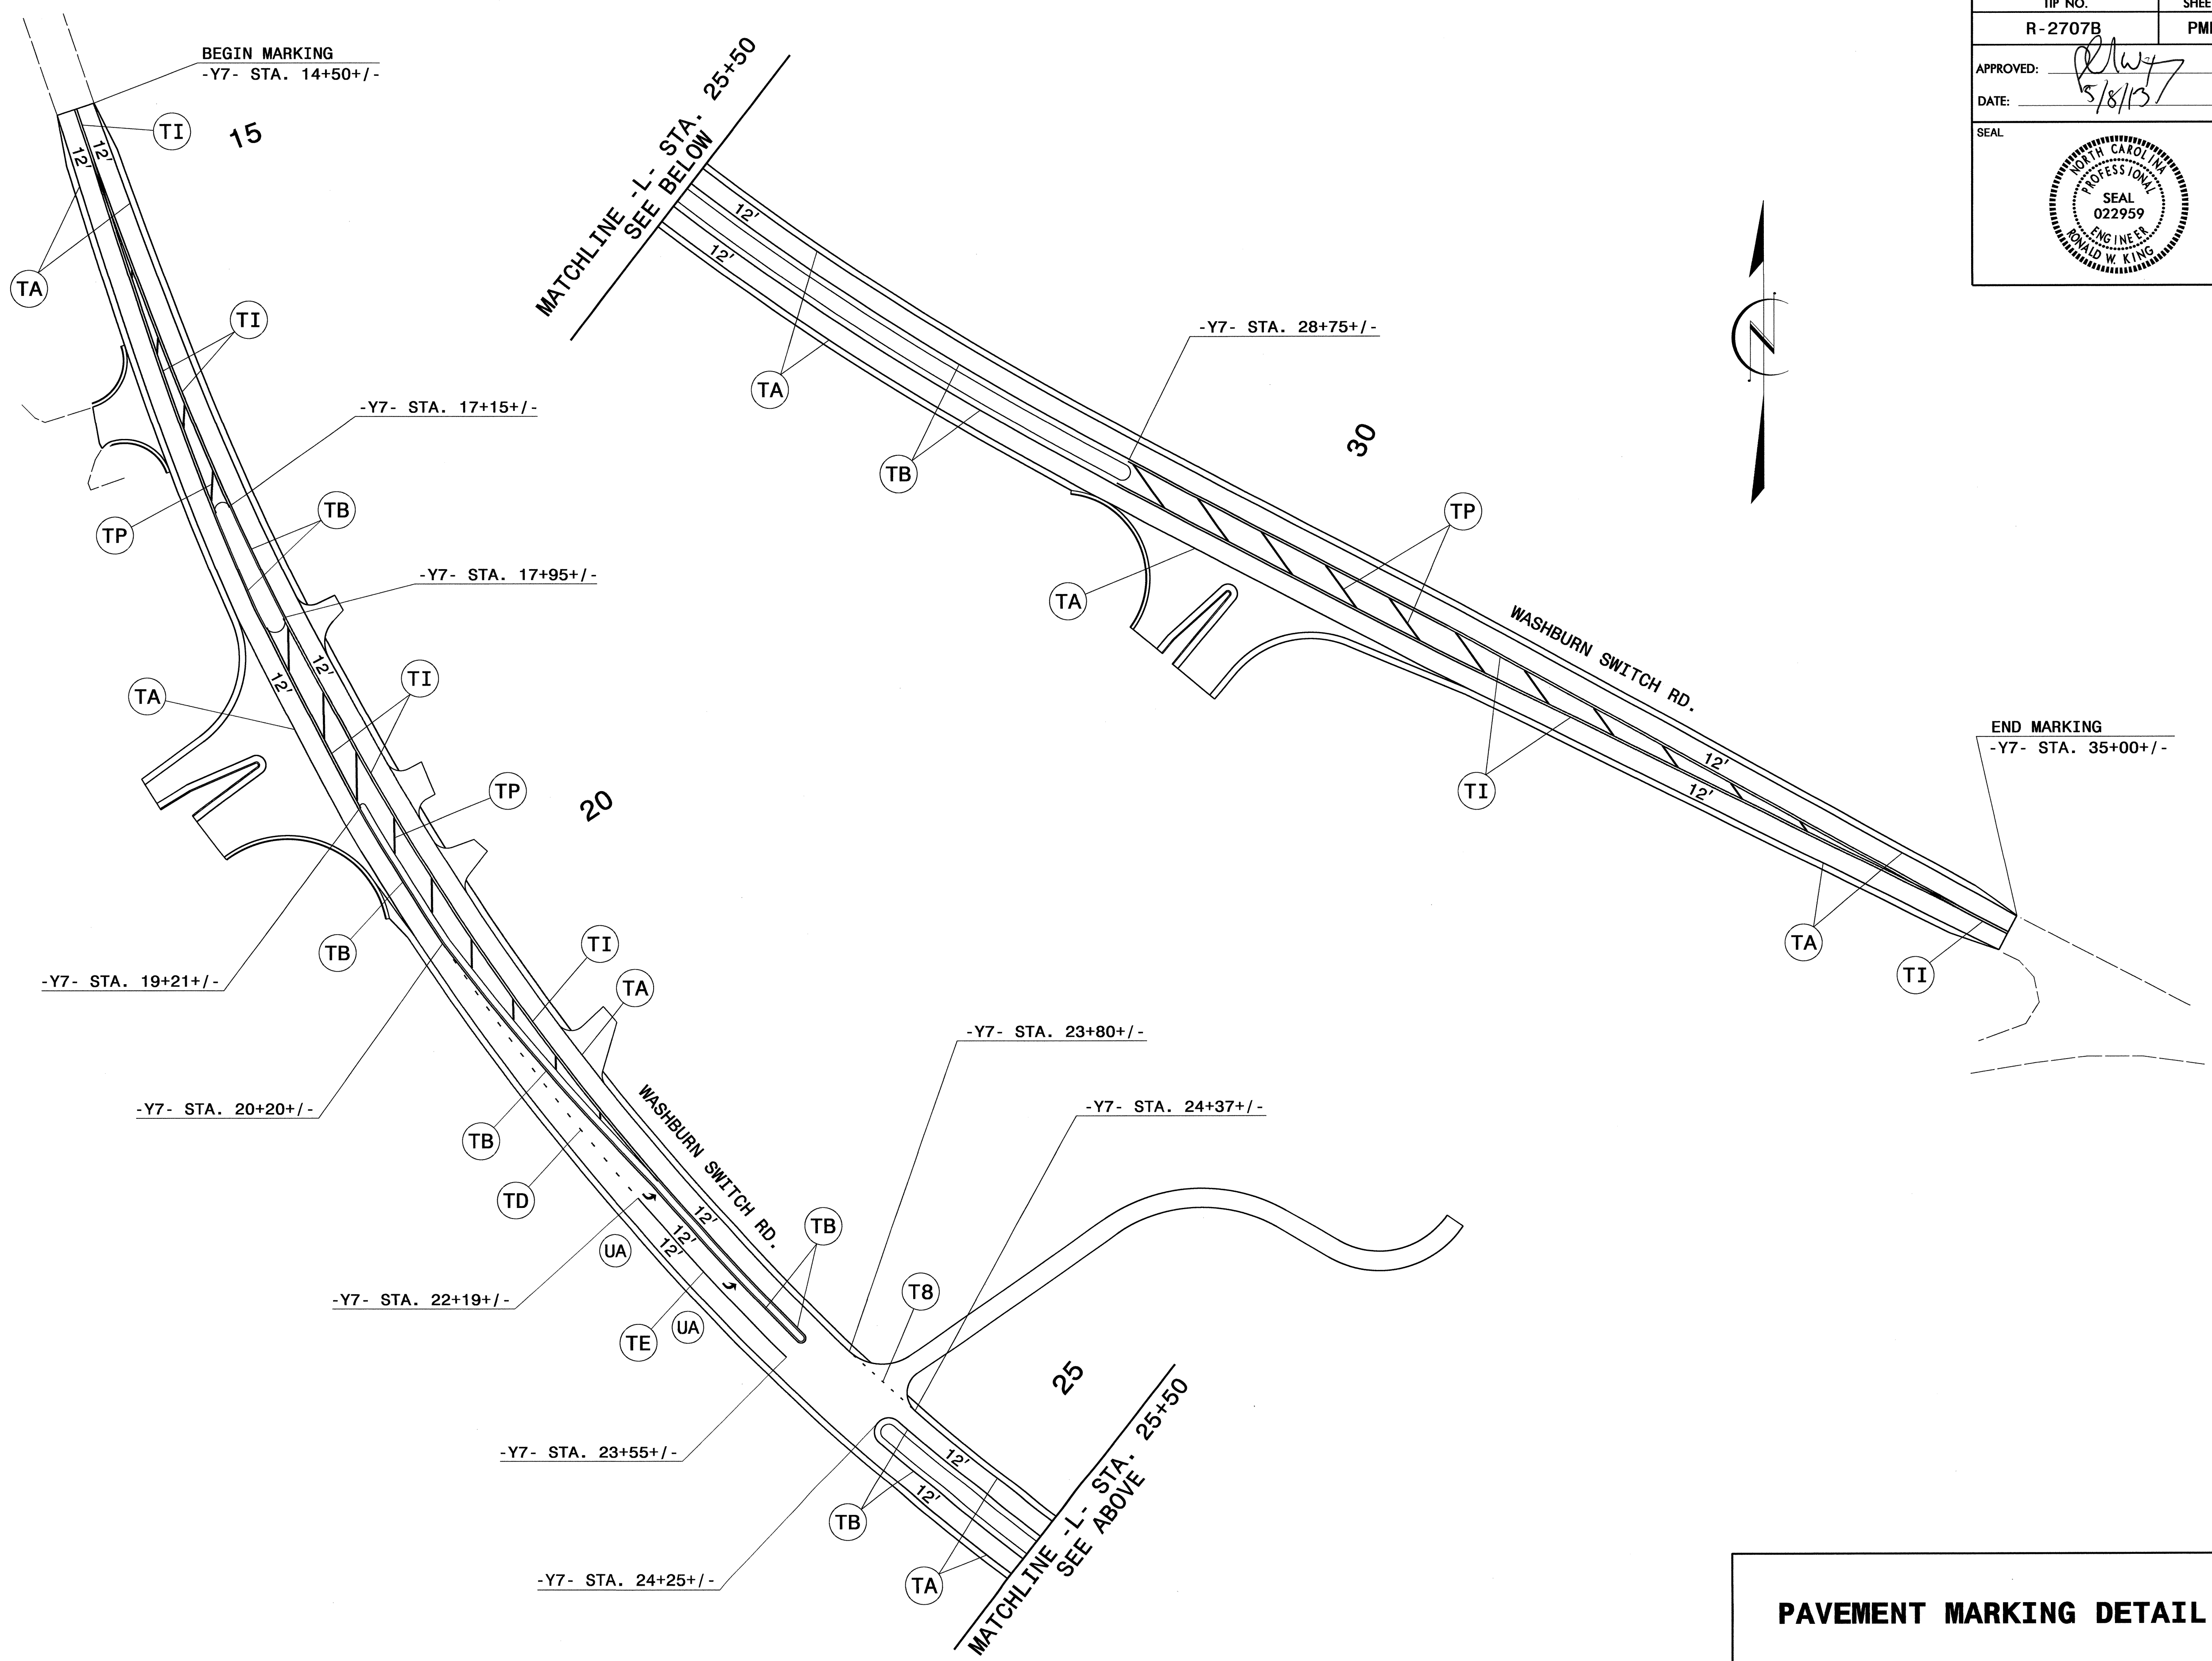 TIP NO.
R-2707B
APPROVED:
DATE: 5/8/13
SEAL
NORTH CAROLINA
PROFESSIONAL
SEAL
022959
ENGINEER
RONALD W. KING
BEGIN MARKING
-Y7- STA. 14+50+/-
TI
15
12'
12'
TA
TI
-Y7- STA. 17+15+/-
TB
TP
-Y7- STA. 17+95+/-
12'
12'
TI
TA
TP
20
TB
-Y7- STA. 19+21+/-
TI
TA
-Y7- STA. 20+20+/-
TB
TD
WASHBURN SWITCH RD.
12'
12'
12'
UA
TB
-Y7- STA. 22+19+/-
TE
UA
-Y7- STA. 23+80+/-
-Y7- STA. 24+37+/-
T8
25
-Y7- STA. 23+55+/-
12'
12'
TB
TA
-Y7- STA. 24+25+/-
MATCHLINE -L- STA. 25+50
SEE ABOVE
MATCHLINE -L- STA. 25+50
SEE BELOW
12'
12'
TA
TB
-Y7- STA. 28+75+/-
30
TP
TA
WASHBURN SWITCH RD.
TI
12'
12'
END MARKING
-Y7- STA. 35+00+/-
TA
TI
N
PAVEMENT MARKING DETAIL